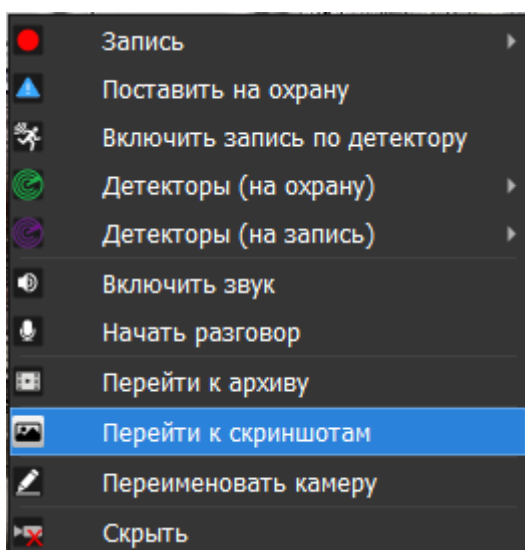 Запись
Поставить на охрану
Включить запись по детектору
Детекторы (на охрану)
Детекторы (на запись)
Включить звук
Начать разговор
Перейти к архиву
Перейти к скриншотам
Переименовать камеру
Скрыть